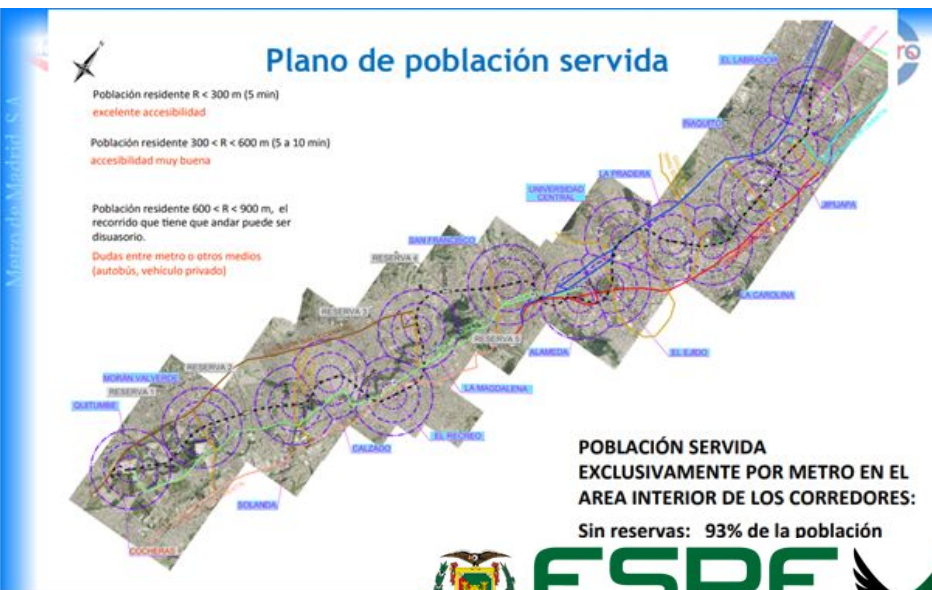 Plano de población servida
Población residente R < 300 m (5 min)
excelente accesibilidad
Población residente 300 < R < 600 m (5 a 10 min)
accesibilidad muy buena
Población residente 600 < R < 900 m, el
recorrido que tiene que andar puede ser
disuasorio.
Dudas entre metro o otros medios
(autobús, vehículo privado)
Metro de Madrid S.A
ro
EL LABRADOR
IÑAQUITO
LA PRADERA
UNIVERSIDAD
CENTRAL
JIPIJAPA
SAN FRANCISCO
RESERVA 4
LA CAROLINA
RESERVA 3
RESERVA 5
ALAMEDA
EL EJIDO
RESERVA 2
MORÁN VALVERDE
RESERVA 1
LA MAGDALENA
QUITUMBE
EL RECREO
CALZADO
SOLANDA
COCHERAS
POBLACIÓN SERVIDA
EXCLUSIVAMENTE POR METRO EN EL
AREA INTERIOR DE LOS CORREDORES:
Sin reservas: 93% de la población
ESPE